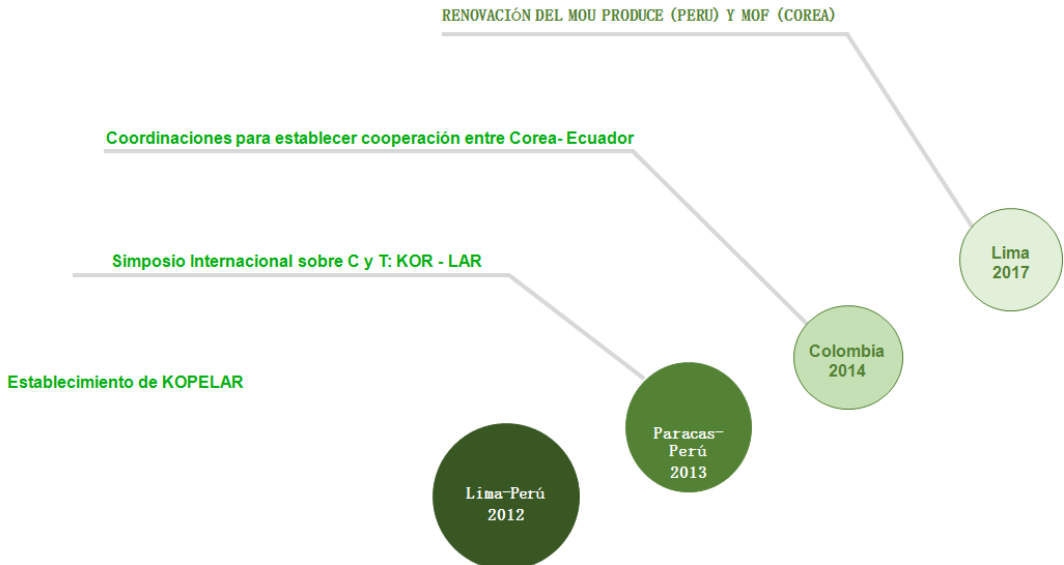 RENOVACIÓN DEL MOU PRODUCE (PERU) Y MOF (COREA)
Coordinaciones para establecer cooperación entre Corea- Ecuador
Lima
2017
Simposio Internacional sobre C y T: KOR - LAR
Colombia
2014
Establecimiento de KOPELAR
Paracas-
Perú
2013
Lima-Perú
2012